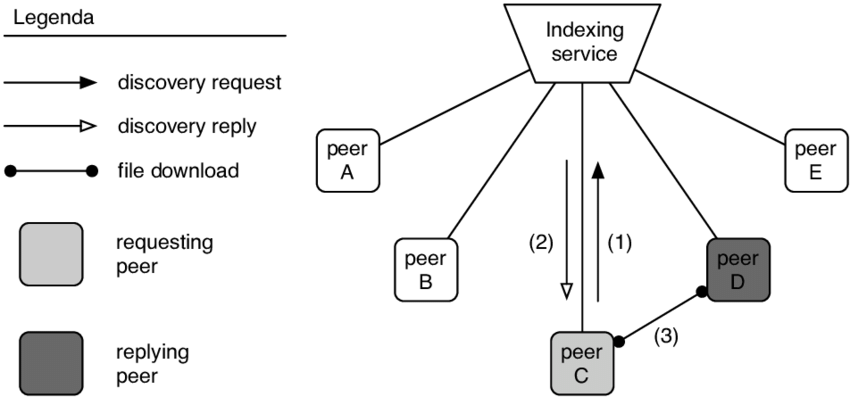 Legenda
discovery request
discovery reply
file download
requesting
peer
replying
peer
Indexing
service
peer
A
peer
B
peer
C
peer
D
peer
E
(2)
(1)
(3)